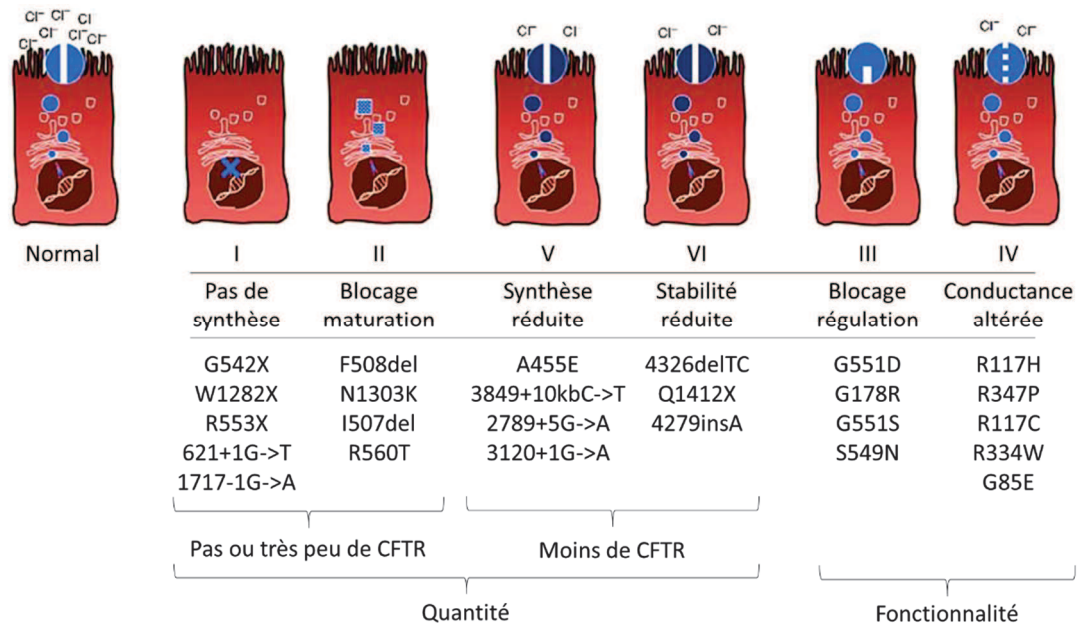 Cl⁻ Cl⁻ Cl
Cl⁻ Cl⁻ Cl⁻ Cl⁻
Cl⁻ Cl⁻
Cl⁻ Cl⁻
Cl⁻ Cl⁻
Normal I II V VI III IV
Pas de synthèse
Blocage maturation
Synthèse réduite
Stabilité réduite
Blocage régulation
Conductance altérée
G542X F508del A455E 4326delTC G551D R117H
W1282X N1303K 3849+10kbC->T Q1412X G178R R347P
R553X I507del 2789+5G->A 4279insA G551S R117C
621+1G->T R560T 3120+1G->A S549N R334W
1717-1G->A G85E
Pas ou très peu de CFTR Moins de CFTR
Quantité Fonctionnalité